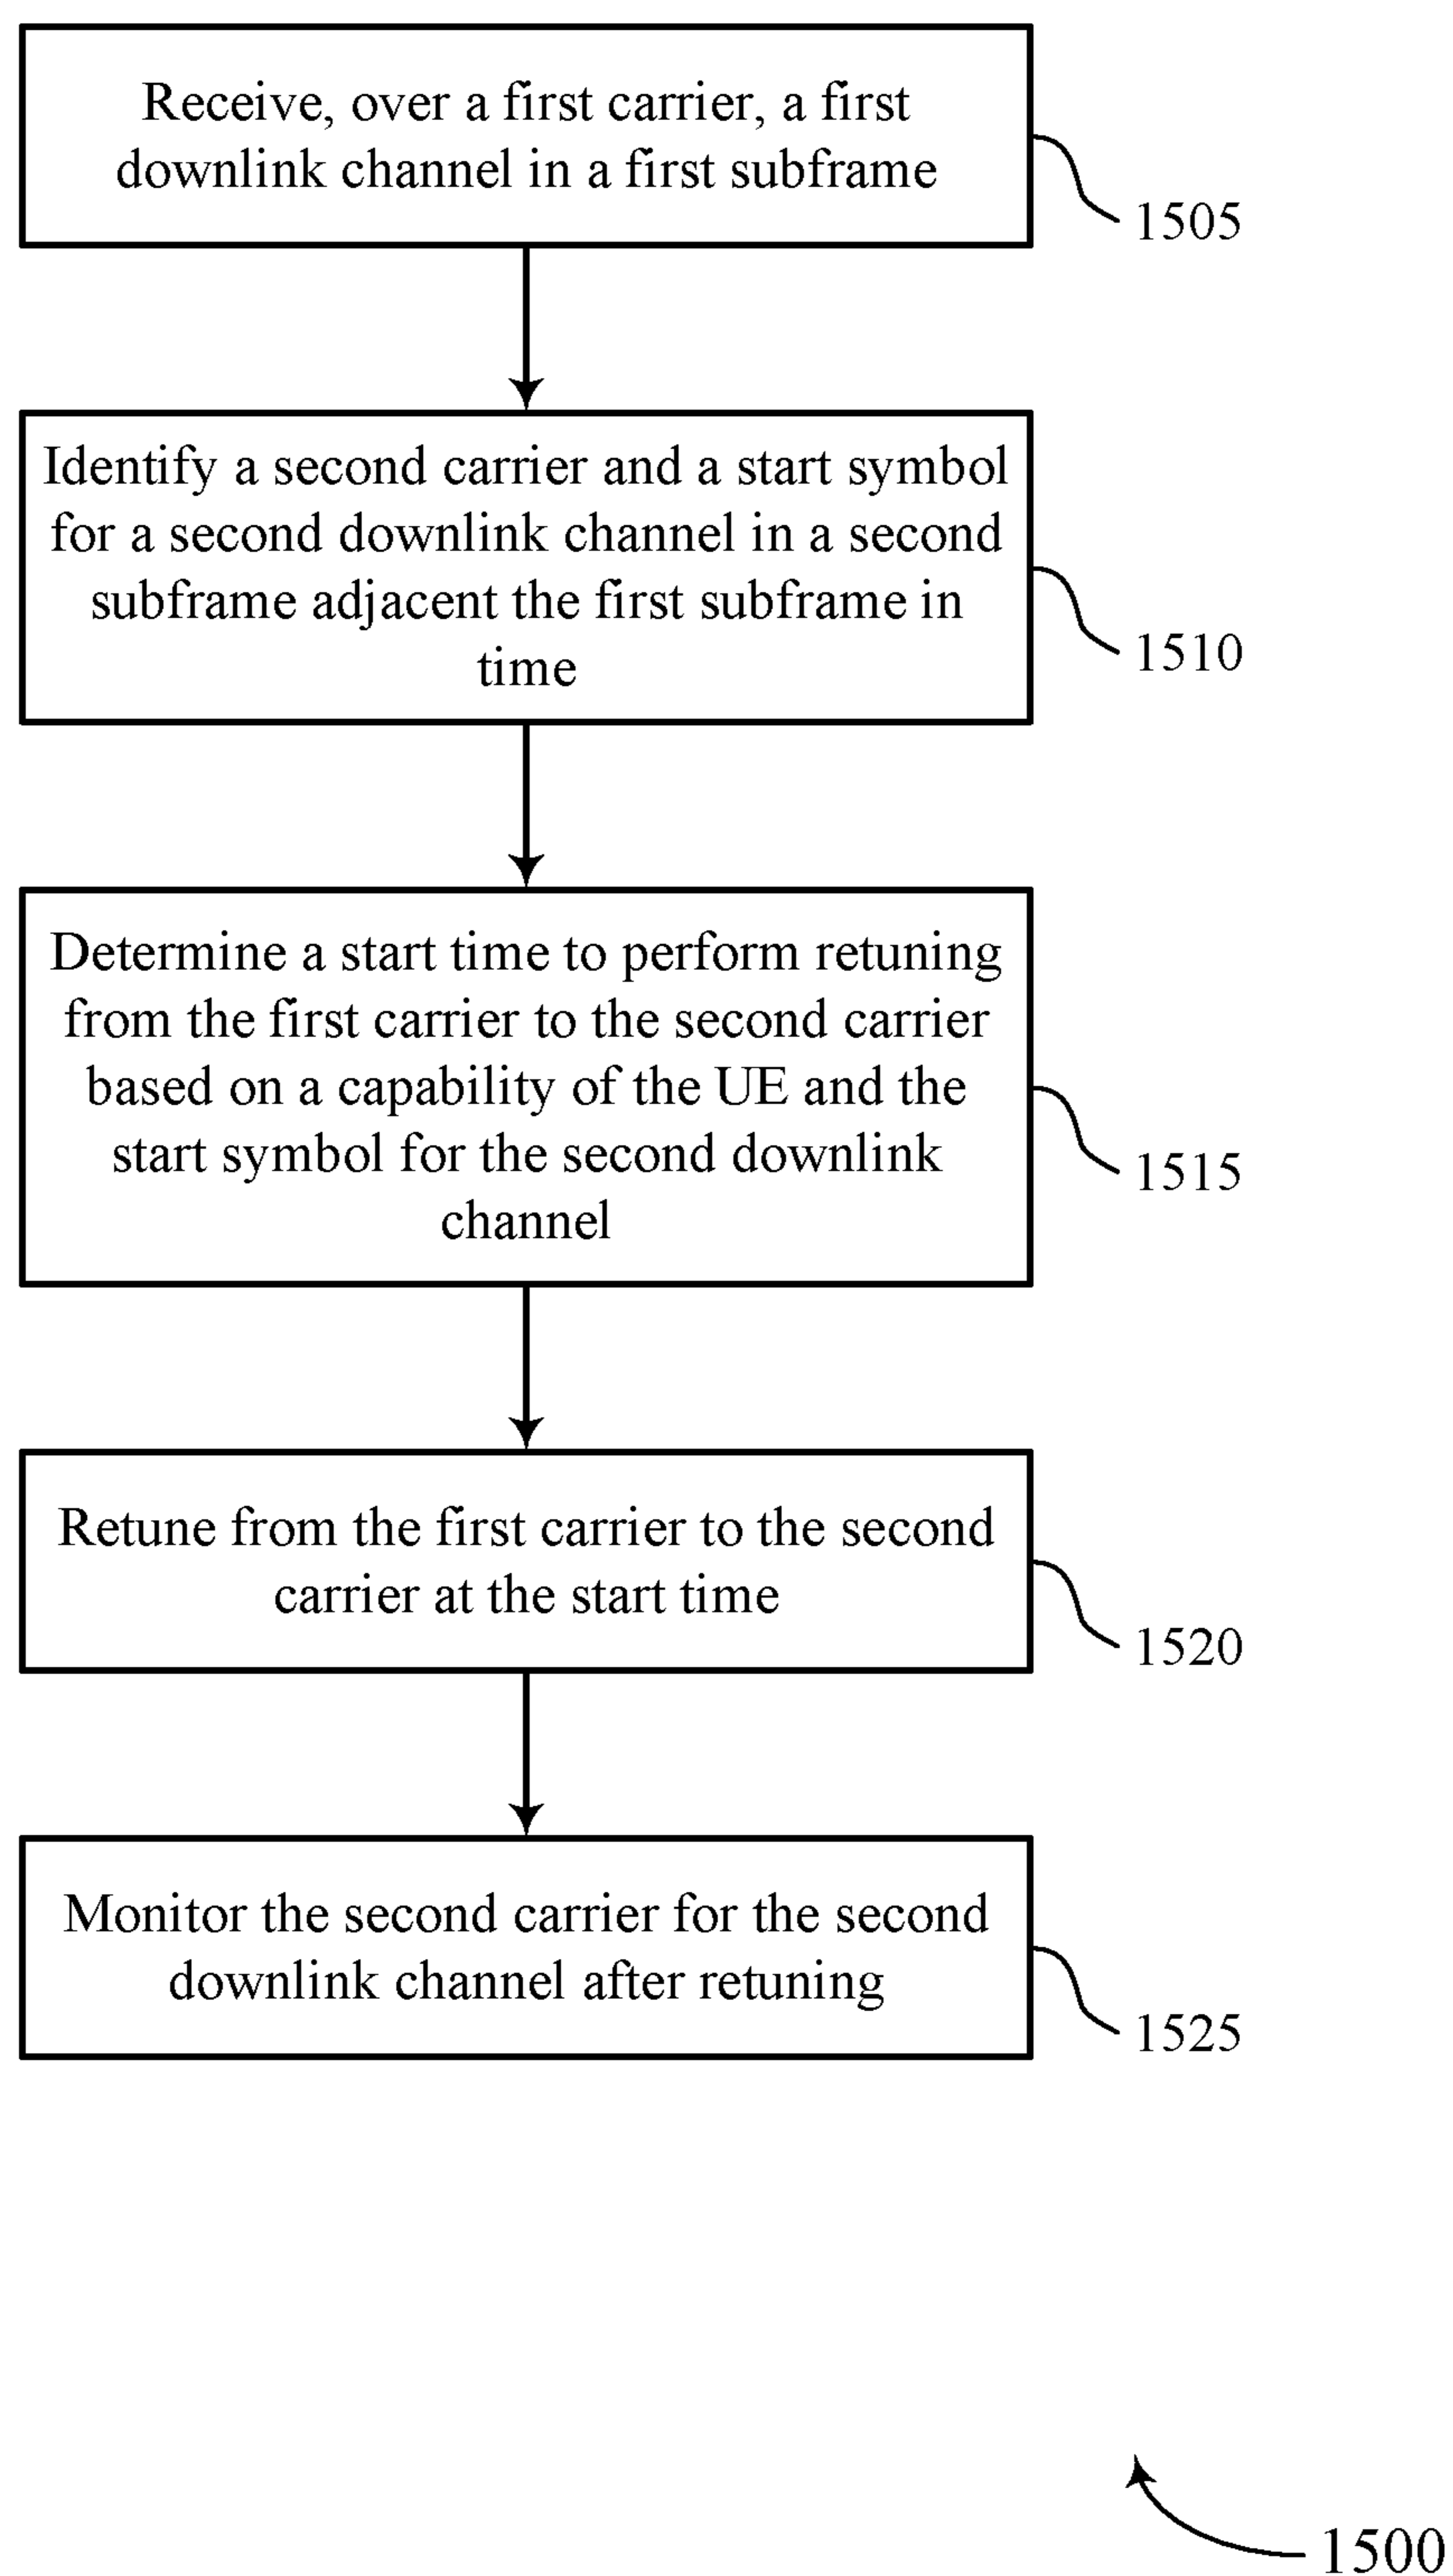 Receive, over a first carrier, a first
downlink channel in a first subframe
1505
Identify a second carrier and a start symbol
for a second downlink channel in a second
subframe adjacent the first subframe in
time
1510
Determine a start time to perform retuning
from the first carrier to the second carrier
based on a capability of the UE and the
start symbol for the second downlink
channel
1515
Retune from the first carrier to the second
carrier at the start time
1520
Monitor the second carrier for the second
downlink channel after retuning
1525
1500